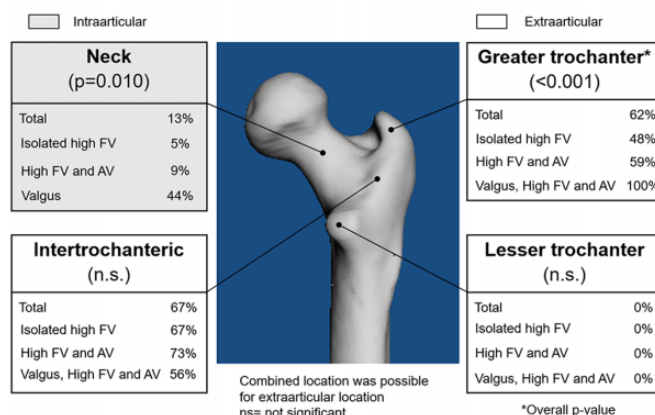 Intraarticular
Extraarticular
Neck
(p=0.010)
Total 13%
Isolated high FV 5%
High FV and AV 9%
Valgus 44%
Greater trochanter*
(<0.001)
Total 62%
Isolated high FV 48%
High FV and AV 59%
Valgus, High FV and AV 100%
Intertrochanteric
(n.s.)
Total 67%
Isolated high FV 67%
High FV and AV 73%
Valgus, High FV and AV 56%
Lesser trochanter
(n.s.)
Total 0%
Isolated high FV 0%
High FV and AV 0%
Valgus, High FV and AV 0%
Combined location was possible
for extraarticular location
ns= not significant
*Overall p-value